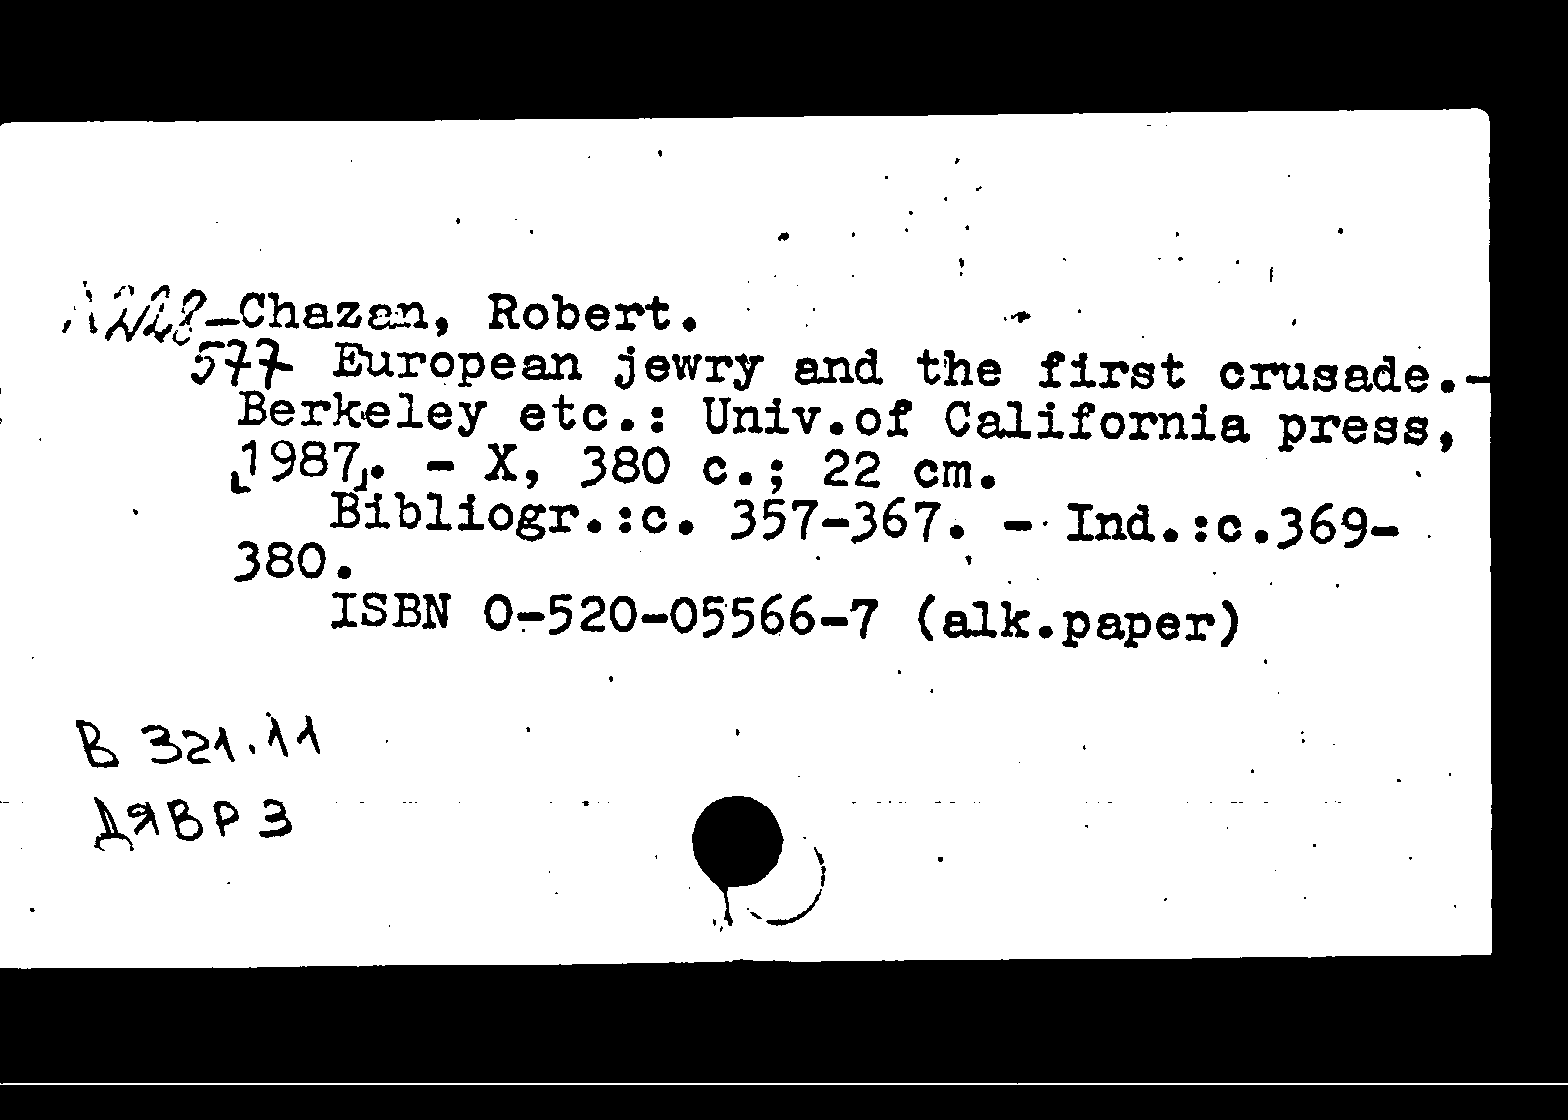 228-Chazan, Robert.
577 European jewry and the first crusade.-
Berkeley etc.: Univ.of California press,
[1987]. - X, 380 c.; 22 cm.
Bibliogr.:c. 357-367. - Ind.:c.369-
380.
ISBN 0-520-05566-7 (alk.paper)
В 321.11
ДЯВР 3